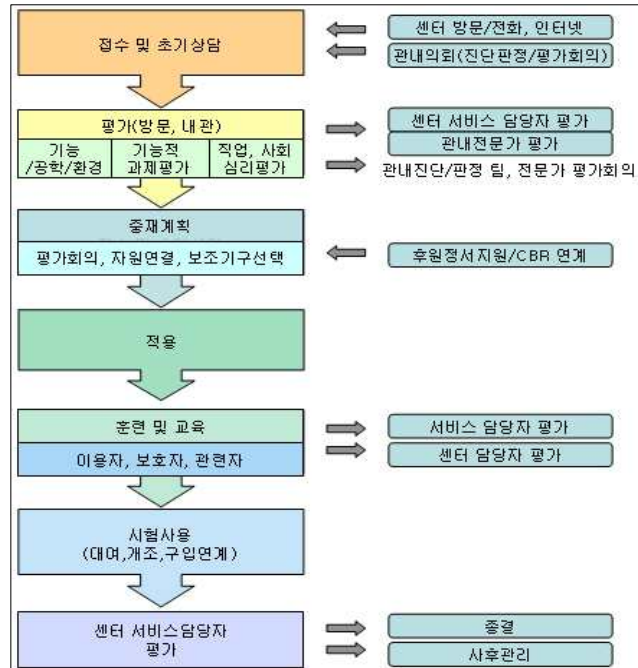 접수 및 초기상담
센터 방문/전화, 인터넷
관내의뢰(진단판정/평가회의)
평가(방문, 내관)
기능
/공학/환경
기능적
과제평가
직업, 사회
심리평가
센터 서비스 담당자 평가
관내전문가 평가
관내진단/판정 팀, 전문가 평가회의
중재계획
평가회의, 자원연결, 보조기구선택
후원정서지원/CBR 연계
적용
훈련 및 교육
이용자, 보호자, 관련자
서비스 담당자 평가
센터 담당자 평가
시험사용
(대여,개조,구입연계)
센터 서비스담당자
평가
종결
사후관리